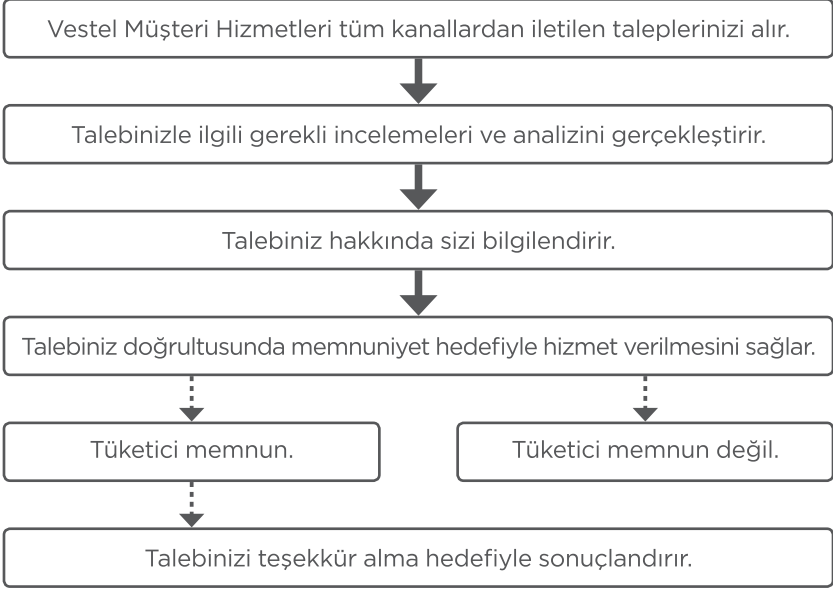 Vestel Müşteri Hizmetleri tüm kanallardan iletilen taleplerinizi alır.
Talebinizle ilgili gerekli incelemeleri ve analizini gerçekleştirir.
Talebiniz hakkında sizi bilgilendirir.
Talebiniz doğrultusunda memnuniyet hedefiyle hizmet verilmesini sağlar.
Tüketici memnun.
Tüketici memnun değil.
Talebinizi teşekkür alma hedefiyle sonuçlandırır.